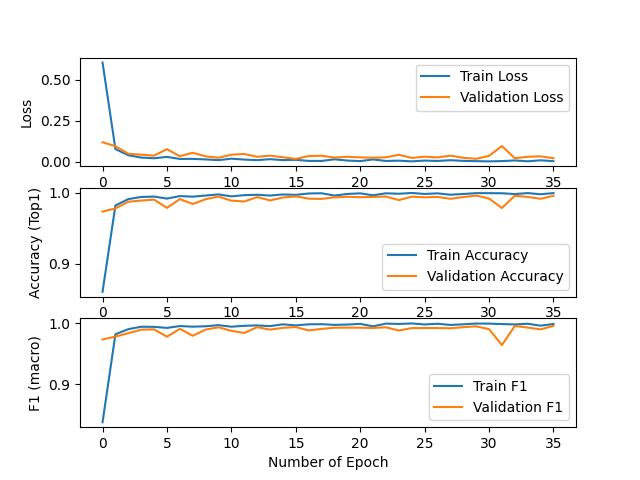 Loss
0.50
0.25
0.00
Train Loss
Validation Loss
0 5 10 15 20 25 30 35
Accuracy (Top1)
1.0
0.9
Train Accuracy
Validation Accuracy
0 5 10 15 20 25 30 35
F1 (macro)
1.0
0.9
Train F1
Validation F1
0 5 10 15 20 25 30 35
Number of Epoch